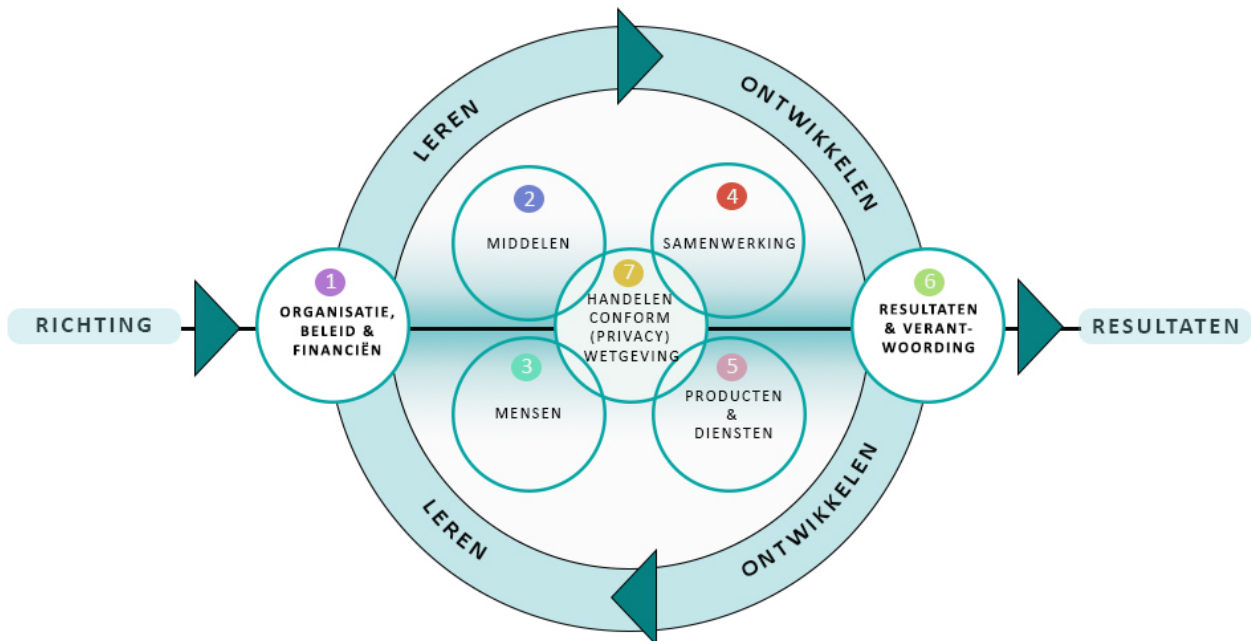 LEREN
ONTWIKKELEN
RICHTING
1
ORGANISATIE,
BELEID &
FINANCIËN
2
MIDDELEN
3
MENSEN
4
SAMENWERKING
7
HANDELEN
CONFORM
(PRIVACY)
WETGEVING
5
PRODUCTEN
&
DIENSTEN
6
RESULTATEN
& VERANT-
WOORDING
RESULTATEN
LEREN
ONTWIKKELEN